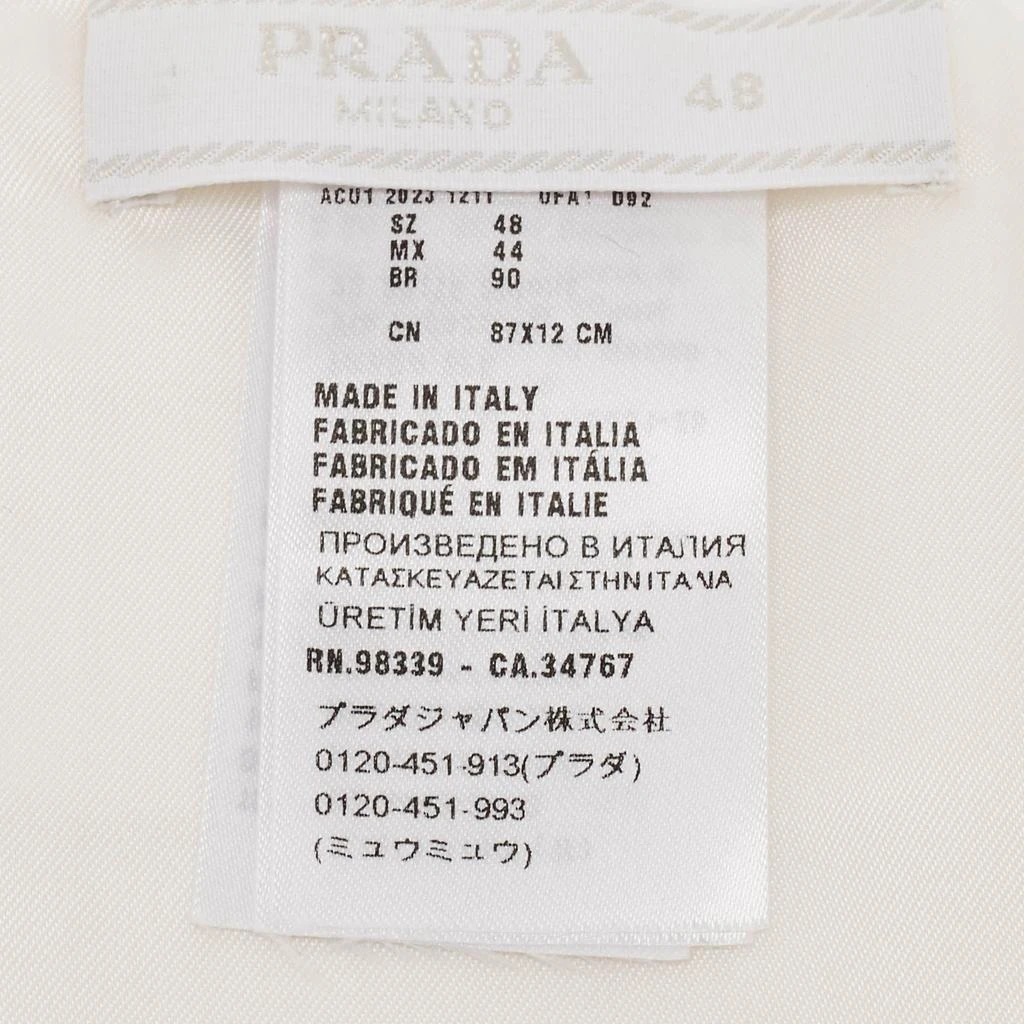 PRADA
MILANO
48
ACU1 2023 1211 UFA1 D92
SZ 48
MX 44
BR 90
CN 87X12 CM
MADE IN ITALY
FABRICADO EN ITALIA
FABRICADO EM ITÁLIA
FABRIQUÉ EN ITALIE
ПРОИЗВЕДЕНО В ИТАЛИЯ
ΚΑΤΑΣΚΕΥΑΖΕΤΑΙ ΣΤΗΝ ΙΤΑΛΙΑ
ÜRETİM YERİ İTALYA
RN.98339 - CA.34767
プラダジャパン株式会社
0120-451-913(プラダ)
0120-451-993
(ミュウミュウ)